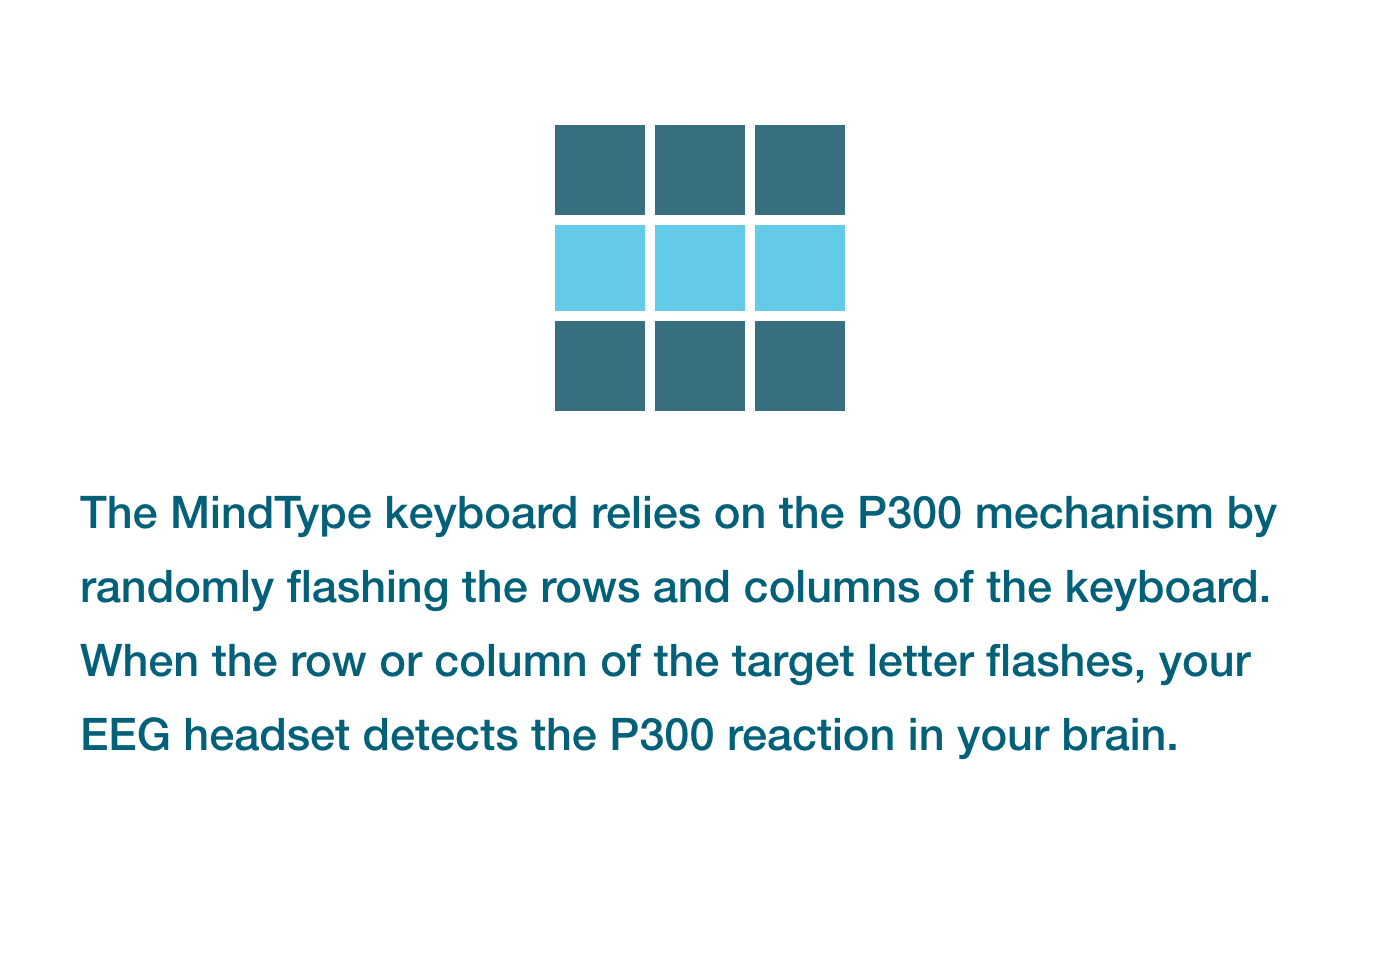 The MindType keyboard relies on the P300 mechanism by
randomly flashing the rows and columns of the keyboard.
When the row or column of the target letter flashes, your
EEG headset detects the P300 reaction in your brain.